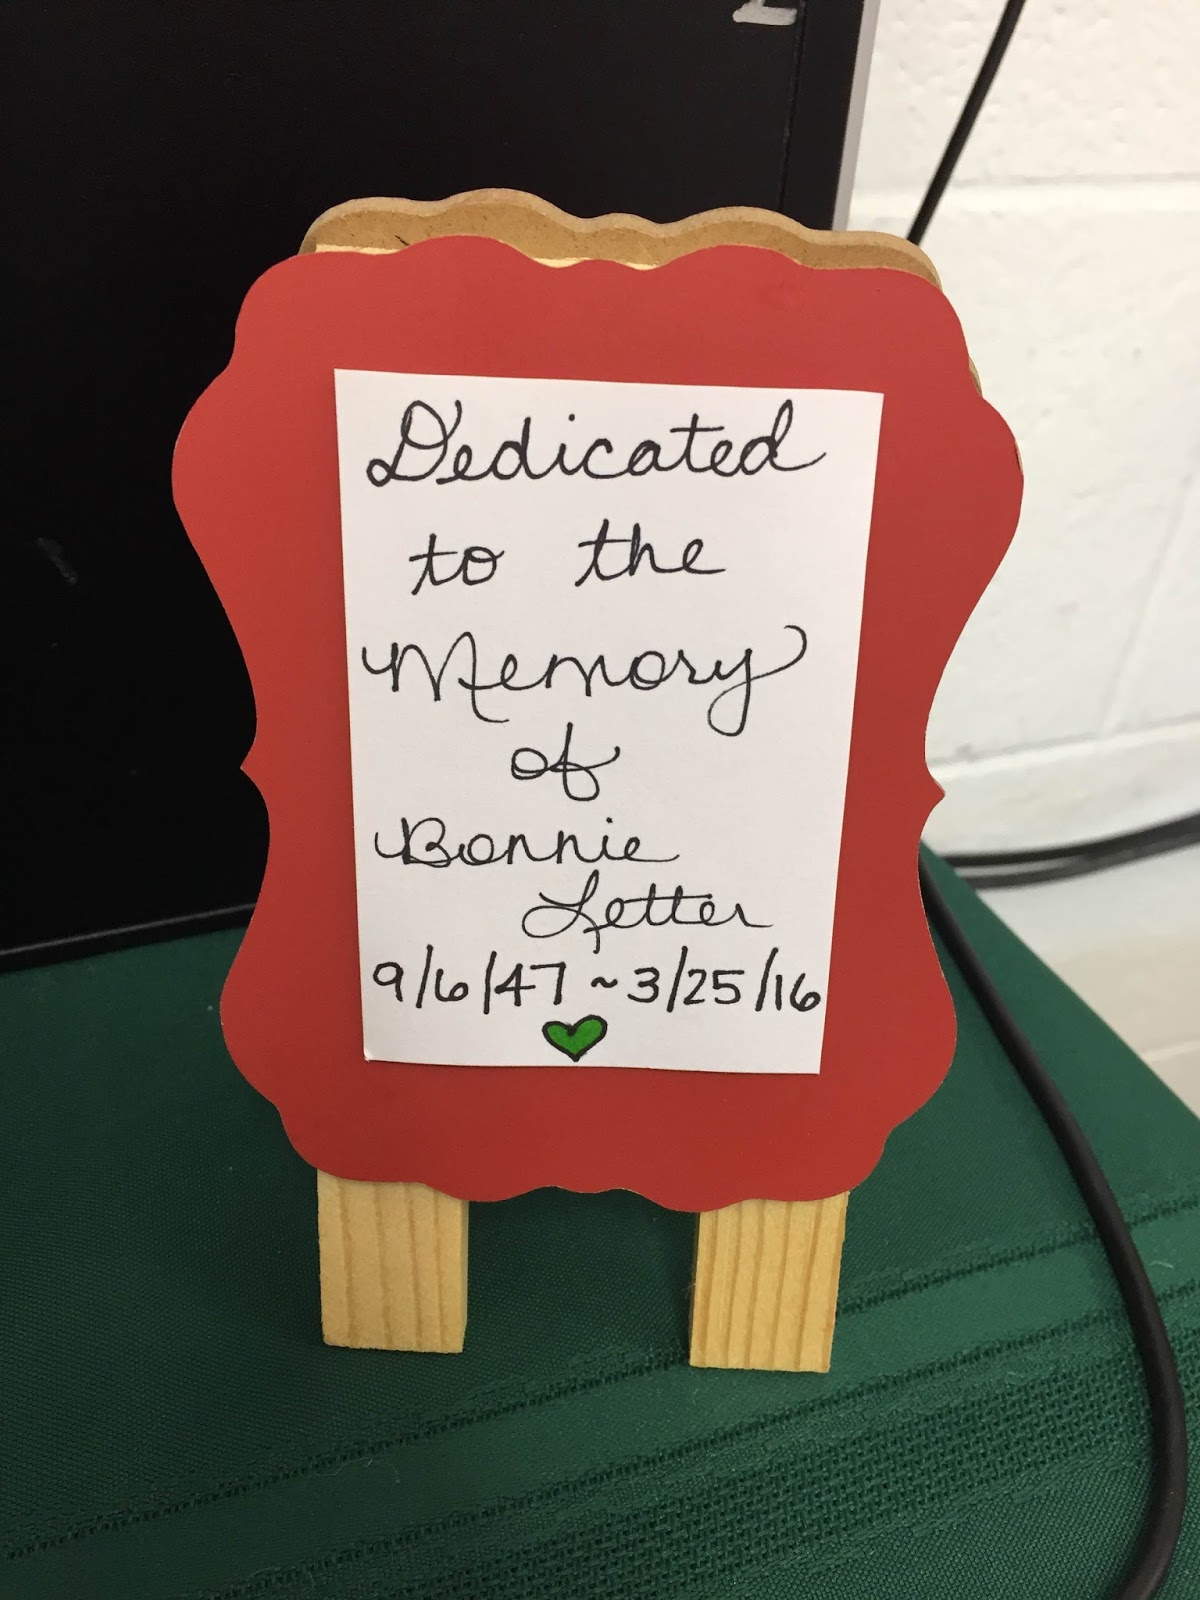 Dedicated
to the
Memory
of
Bonnie
Letter
9/6/47 ~ 3/25/16